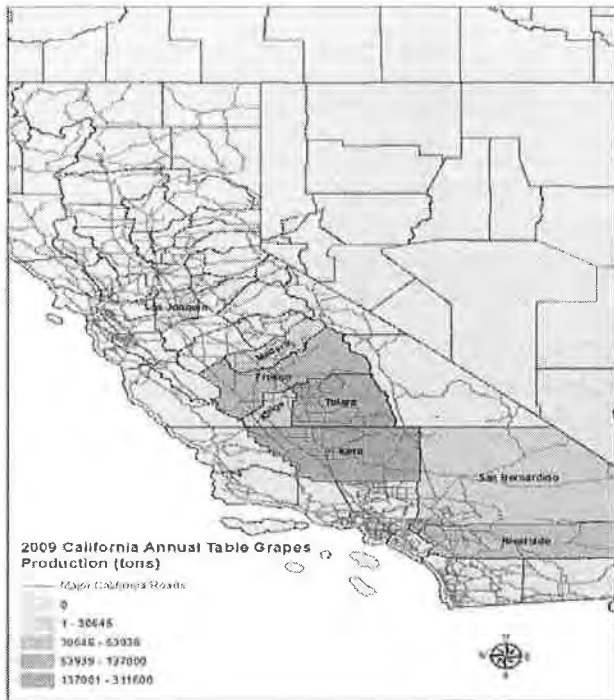 San Joaquin
Madera
Fresno
Kings
Tulare
Kern
San Bernardino
Riverside
2009 California Annual Table Grapes
Production (tons)
Major California Roads
0
1 - 30645
30646 - 53938
53939 - 137000
137001 - 311600
N
W
E
S